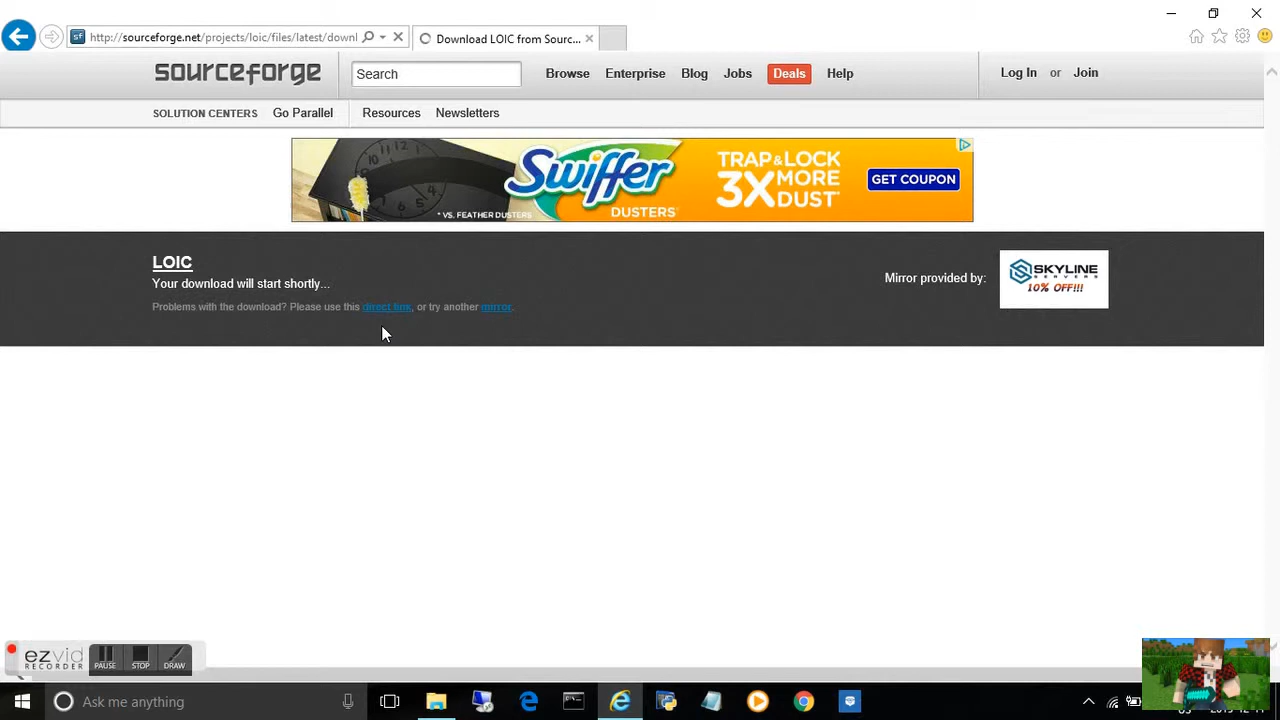 http://sourceforge.net/projects/loic/files/latest/downl
Download LOIC from Sourc...
sourceforge
Search
Browse
Enterprise
Blog
Jobs
Deals
Help
Log In or Join
SOLUTION CENTERS
Go Parallel
Resources
Newsletters
Swiffer
DUSTERS
* VS. FEATHER DUSTERS
TRAP & LOCK
3X MORE
DUST*
GET COUPON
LOIC
Your download will start shortly...
Problems with the download? Please use this direct link, or try another mirror.
Mirror provided by:
SKYLINE
SERVERS
10% OFF!!!
ezvid
RECORDER
PAUSE
STOP
DRAW
Ask me anything